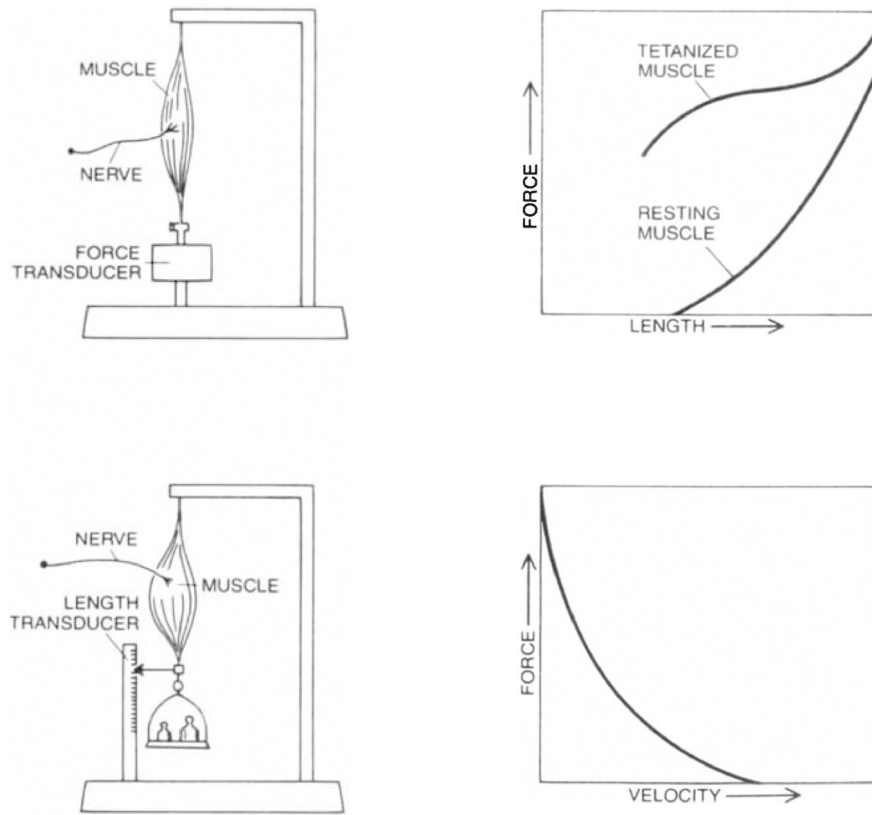 MUSCLE
NERVE
FORCE
TRANSDUCER
TETANIZED
MUSCLE
FORCE
RESTING
MUSCLE
LENGTH
NERVE
MUSCLE
LENGTH
TRANSDUCER
FORCE
VELOCITY